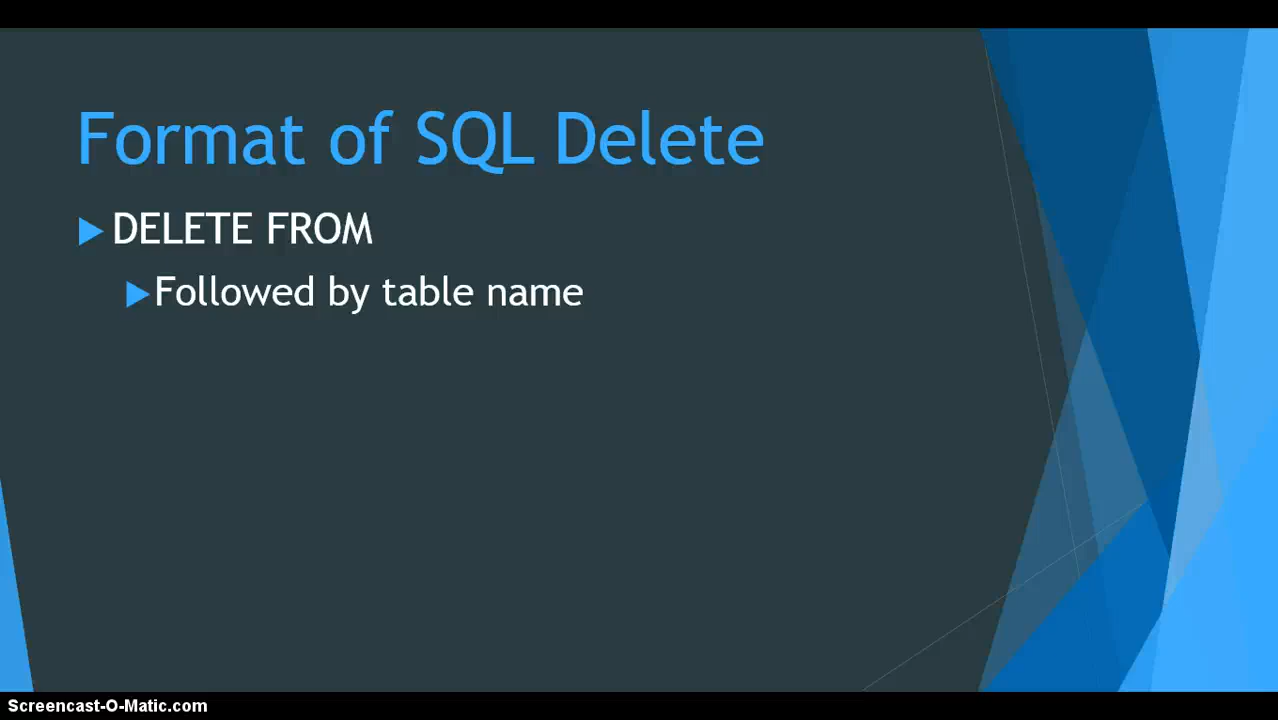 Format of SQL Delete
DELETE FROM
Followed by table name
Screencast-O-Matic.com